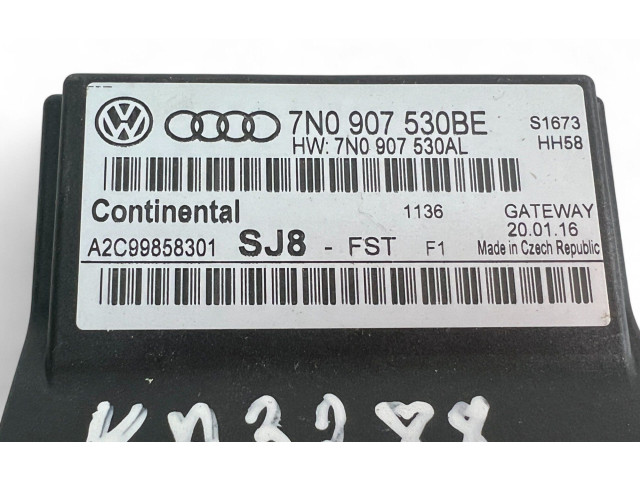 7N0 907 530BE S1673
HW: 7N0 907 530AL HH58
Continental 1136 GATEWAY
20.01.16
A2C99858301 SJ8 - FST F1 Made in Czech Republic